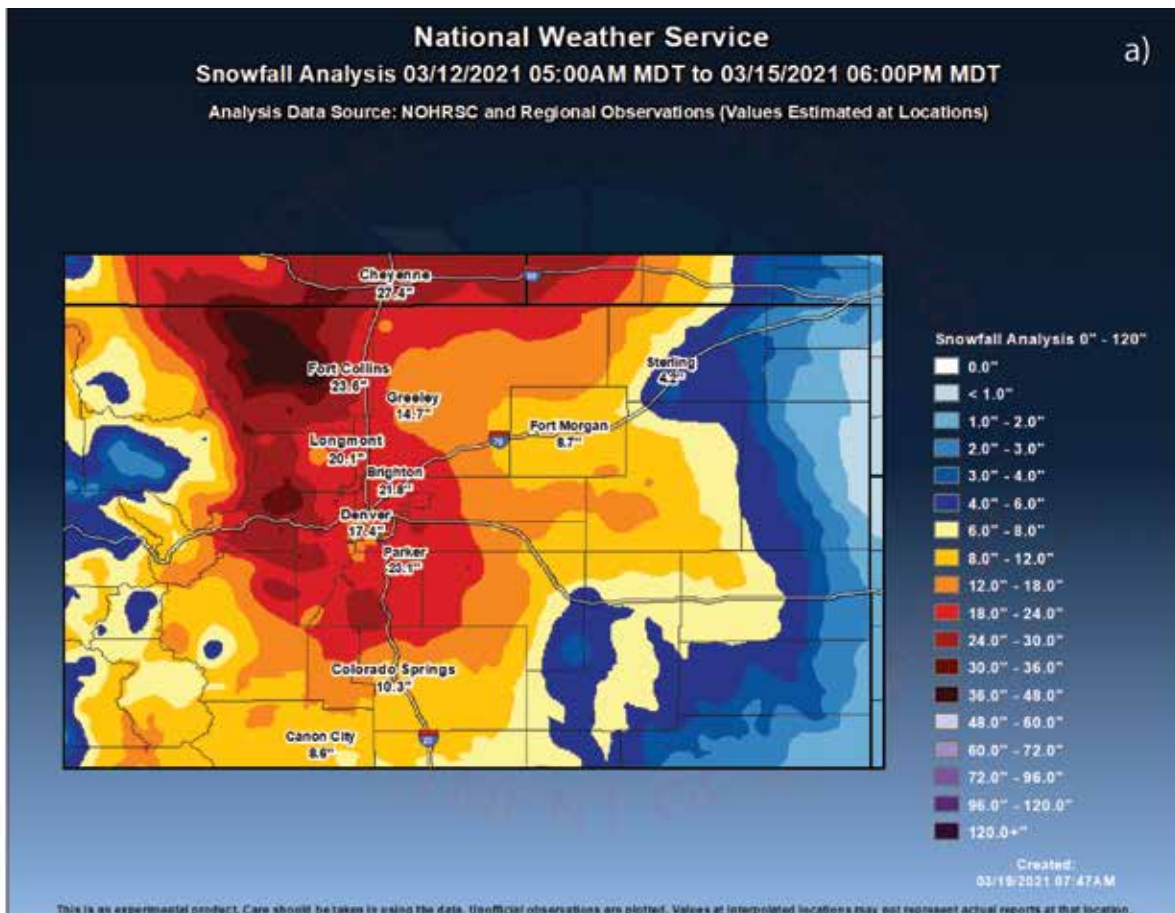 National Weather Service
a)
Snowfall Analysis 03/12/2021 05:00AM MDT to 03/15/2021 06:00PM MDT
Analysis Data Source: NOHRSC and Regional Observations (Values Estimated at Locations)
Cheyenne
27.4"
Fort Collins
23.6"
Sterling
4.2"
Greeley
14.7"
Fort Morgan
8.7"
Longmont
20.1"
76
Brighton
21.8"
Denver
17.4"
Parker
23.1"
Colorado Springs
10.3"
Canon City
8.6"
Snowfall Analysis 0" - 120"
0.0"
< 1.0"
1.0" - 2.0"
2.0" - 3.0"
3.0" - 4.0"
4.0" - 6.0"
6.0" - 8.0"
8.0" - 12.0"
12.0" - 18.0"
18.0" - 24.0"
24.0" - 30.0"
30.0" - 36.0"
36.0" - 48.0"
48.0" - 60.0"
60.0" - 72.0"
72.0" - 96.0"
96.0" - 120.0"
120.0+"
Created:
03/19/2021 07:47AM
This is an experimental product. Care should be taken in using the data. Unofficial observations are plotted. Values at interpolated locations may not represent actual reports at that location